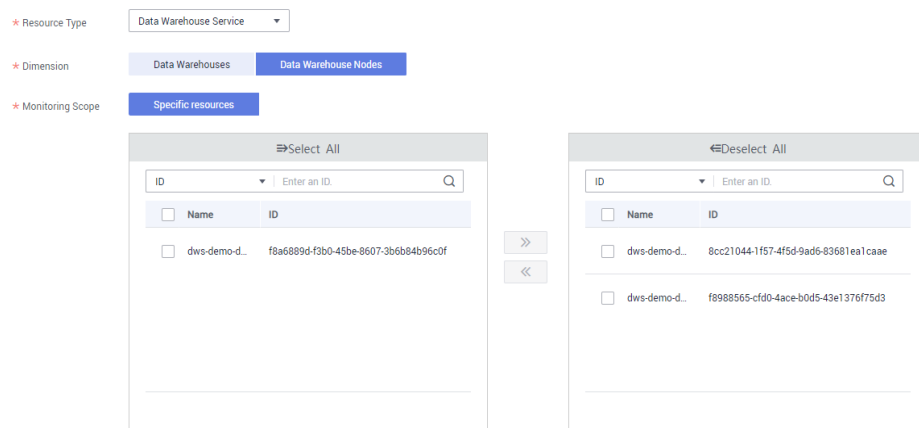 * Resource Type Data Warehouse Service
* Dimension Data Warehouses Data Warehouse Nodes
* Monitoring Scope Specific resources
Select All
ID Enter an ID.
Name ID
dws-demo-d... f8a6889d-f3b0-45be-8607-3b6b84b96c0f
Deselect All
ID Enter an ID.
Name ID
dws-demo-d... 8cc21044-1f57-4f5d-9ad6-83681ea1caae
dws-demo-d... f8988565-cfd0-4ace-b0d5-43e1376f75d3